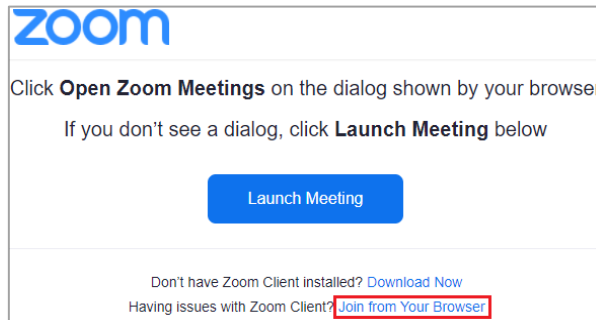 zoom
Click Open Zoom Meetings on the dialog shown by your browser
If you don't see a dialog, click Launch Meeting below
Launch Meeting
Don't have Zoom Client installed? Download Now
Having issues with Zoom Client? Join from Your Browser